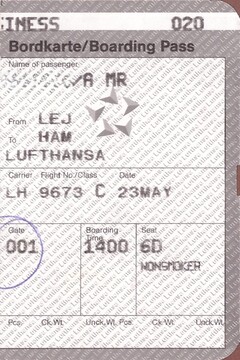 INESS 020
Bordkarte/Boarding Pass
Name of passenger
/A MR
From LEJ
To HAM
LUFTHANSA
Carrier Flight No./Class Date
LH 9673 C 23MAY
Gate Boarding Time Seat
001 1400 6D
NONSMOKER
Pcs. Ck.Wt. Unck.Wt. Pcs. Ck.Wt. Unck.Wt.